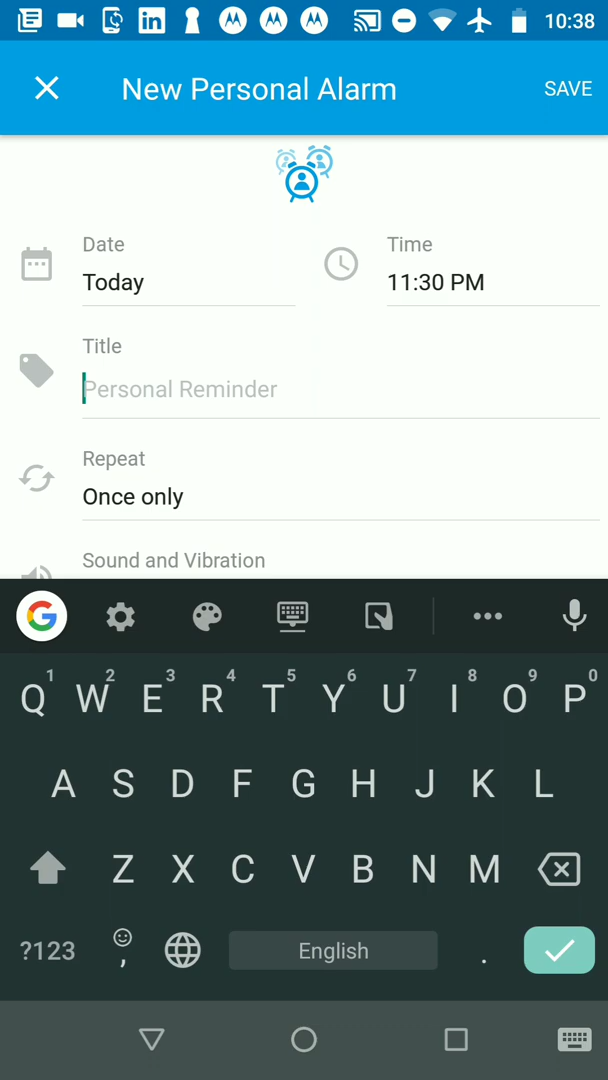 10:38
New Personal Alarm SAVE
Date Time
Today 11:30 PM
Title
Personal Reminder
Repeat
Once only
Sound and Vibration
G
1 2 3 4 5 6 7 8 9 0
Q W E R T Y U I O P
A S D F G H J K L
Z X C V B N M
?123 , English .